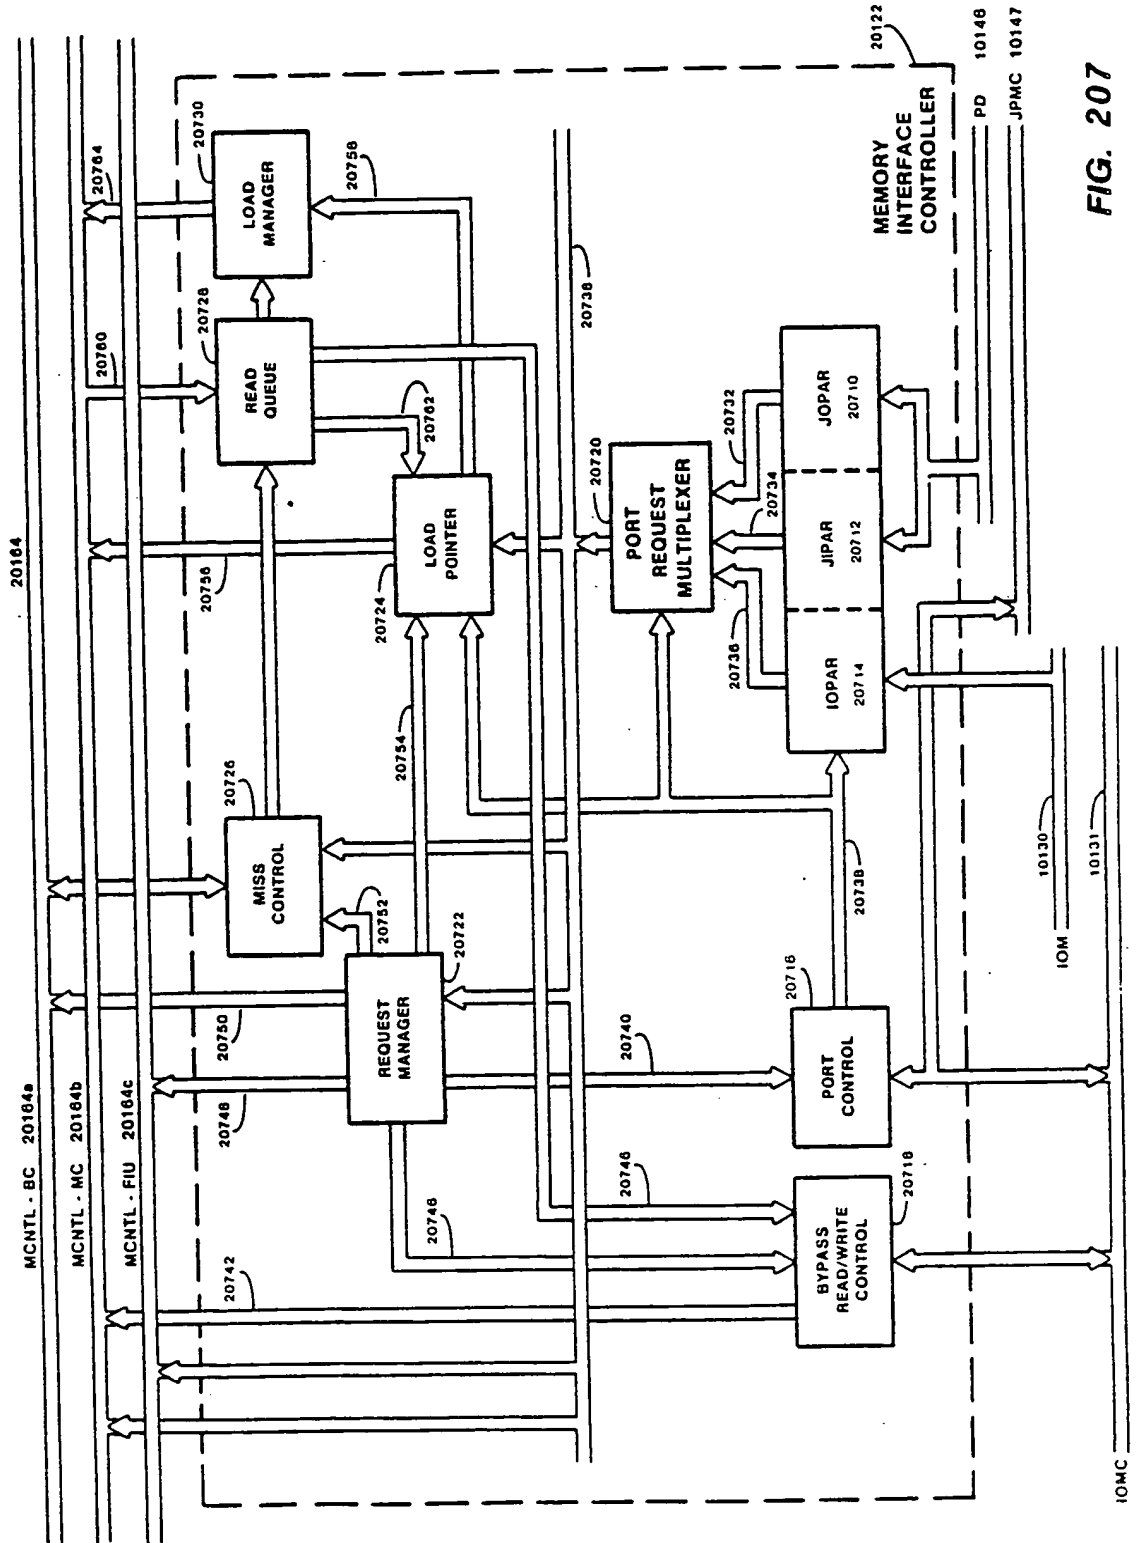 20164
MCNTL - BC 20164a
MCNTL - MC 20164b
MCNTL - FIU 20164c
20742
20748
20750
20756
20760
20764
MISS
CONTROL
20726
READ
QUEUE
20728
LOAD
MANAGER
20730
20752
REQUEST
MANAGER
20722
20746
20754
20724
LOAD
POINTER
20762
20758
20738
20746
20740
PORT
REQUEST
MULTIPLEXER
20720
20736
20734
20732
BYPASS
READ/WRITE
CONTROL
20718
PORT
CONTROL
20716
20738
IOPAR
20714
JIPAR
20712
JOPAR
20710
MEMORY
INTERFACE
CONTROLLER
20122
PD 10146
JPMC 10147
IOM
10130
10131
IOMC
FIG. 207